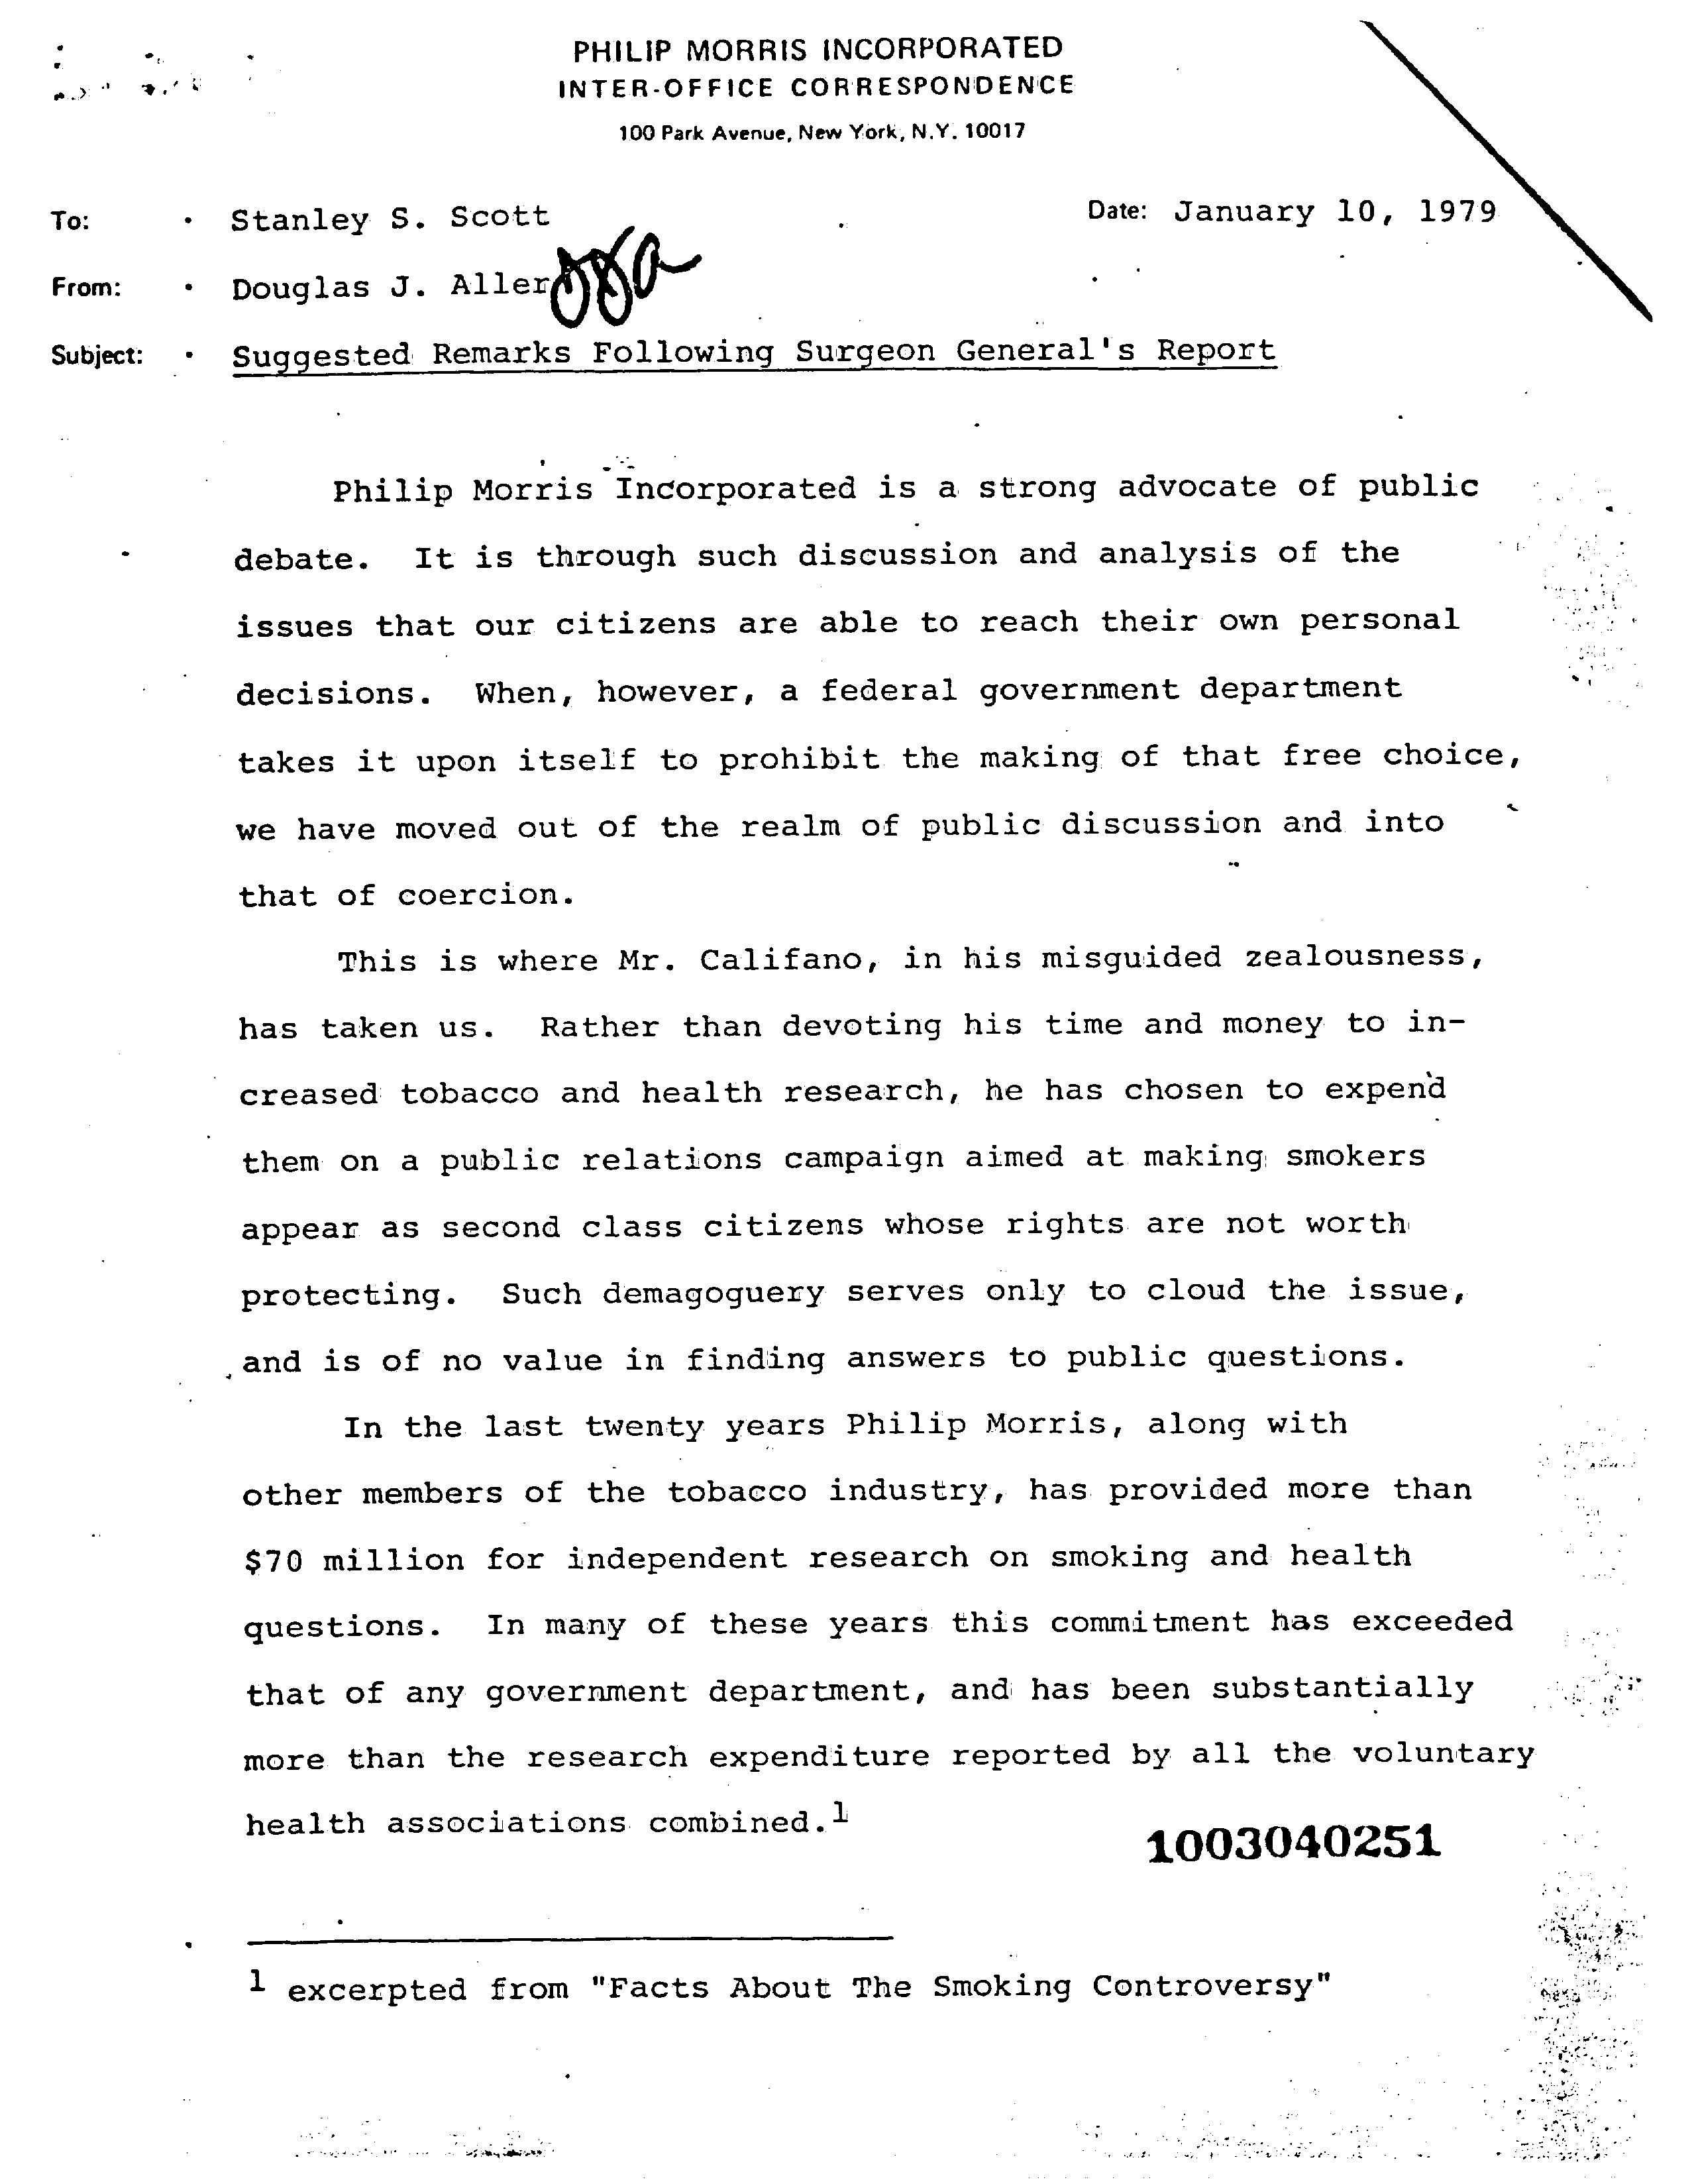 PHILIP MORRIS INCORPORATED
INTER-OFFICE CORRESPONDENCE
100 Park Avenue, New York, N.Y. 10017
To: Stanley S. Scott Date: January 10, 1979
From: Douglas J. Allen
Subject: Suggested Remarks Following Surgeon General's Report
Philip Morris Incorporated is a strong advocate of public
debate. It is through such discussion and analysis of the
issues that our citizens are able to reach their own personal
decisions. When, however, a federal government department
takes it upon itself to prohibit the making of that free choice,
we have moved out of the realm of public discussion and into
that of coercion.
This is where Mr. Califano, in his misguided zealousness,
has taken us. Rather than devoting his time and money to in-
creased tobacco and health research, he has chosen to expend
them on a public relations campaign aimed at making smokers
appear as second class citizens whose rights are not worth
protecting. Such demagoguery serves only to cloud the issue,
and is of no value in finding answers to public questions.
In the last twenty years Philip Morris, along with
other members of the tobacco industry, has provided more than
$70 million for independent research on smoking and health
questions. In many of these years this commitment has exceeded
that of any government department, and has been substantially
more than the research expenditure reported by all the voluntary
health associations combined.1
1003040251
1 excerpted from "Facts About The Smoking Controversy"